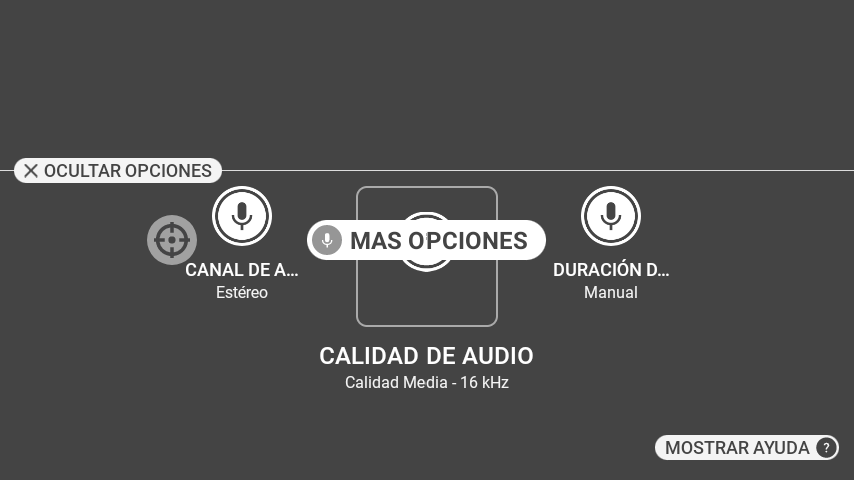 OCULTAR OPCIONES
MAS OPCIONES
CANAL DE A...
Estéreo
DURACIÓN D...
Manual
CALIDAD DE AUDIO
Calidad Media - 16 kHz
MOSTRAR AYUDA ?